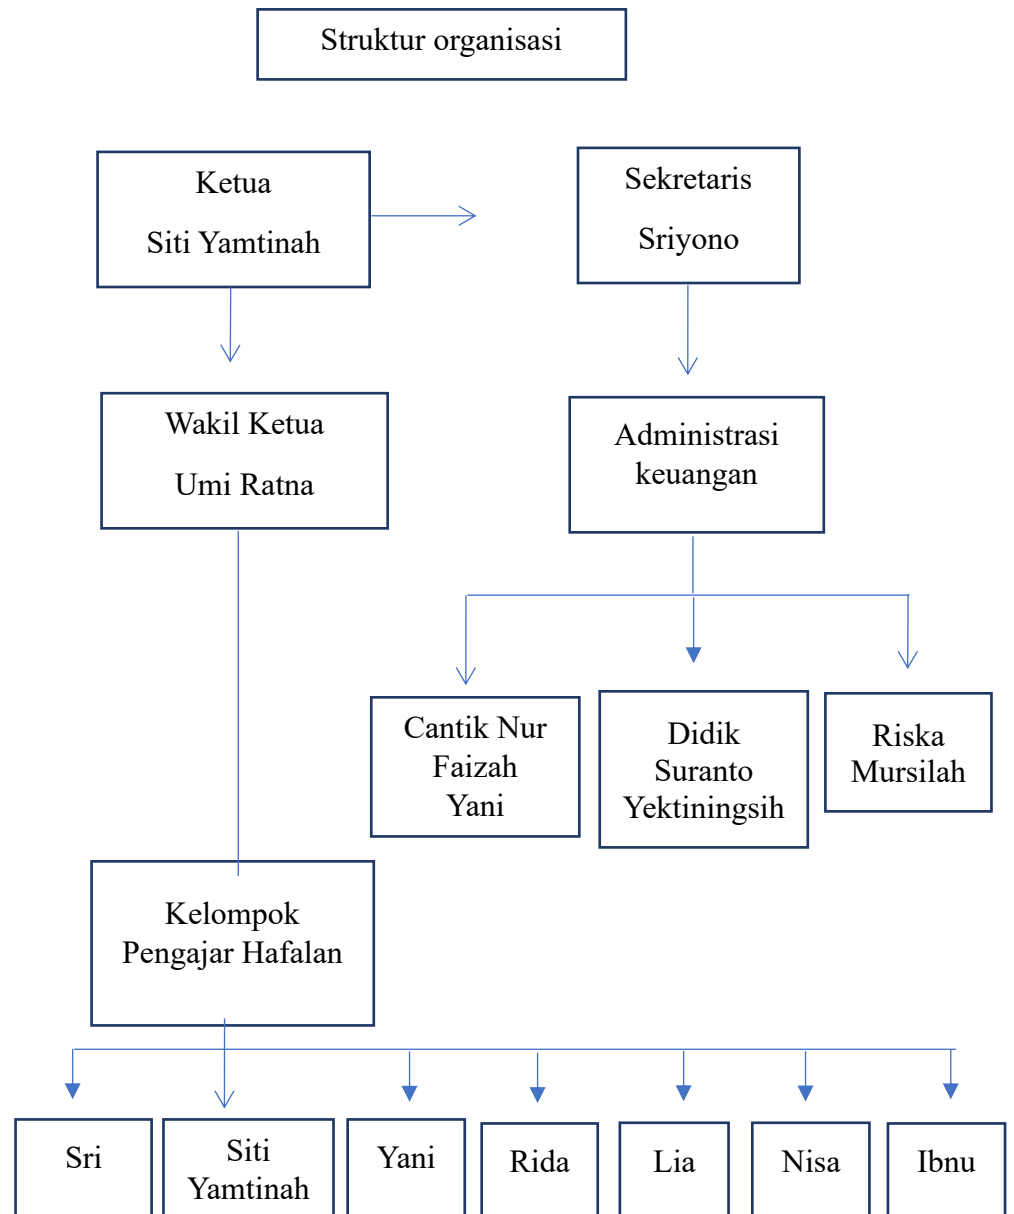 Struktur organisasi
Ketua
Siti Yamtinah
Sekretaris
Sriyono
Wakil Ketua
Umi Ratna
Administrasi
keuangan
Cantik Nur
Faizah
Yani
Didik
Suranto
Yektiningsih
Riska
Mursilah
Kelompok
Pengajar Hafalan
Sri
Siti
Yamtinah
Yani
Rida
Lia
Nisa
Ibnu